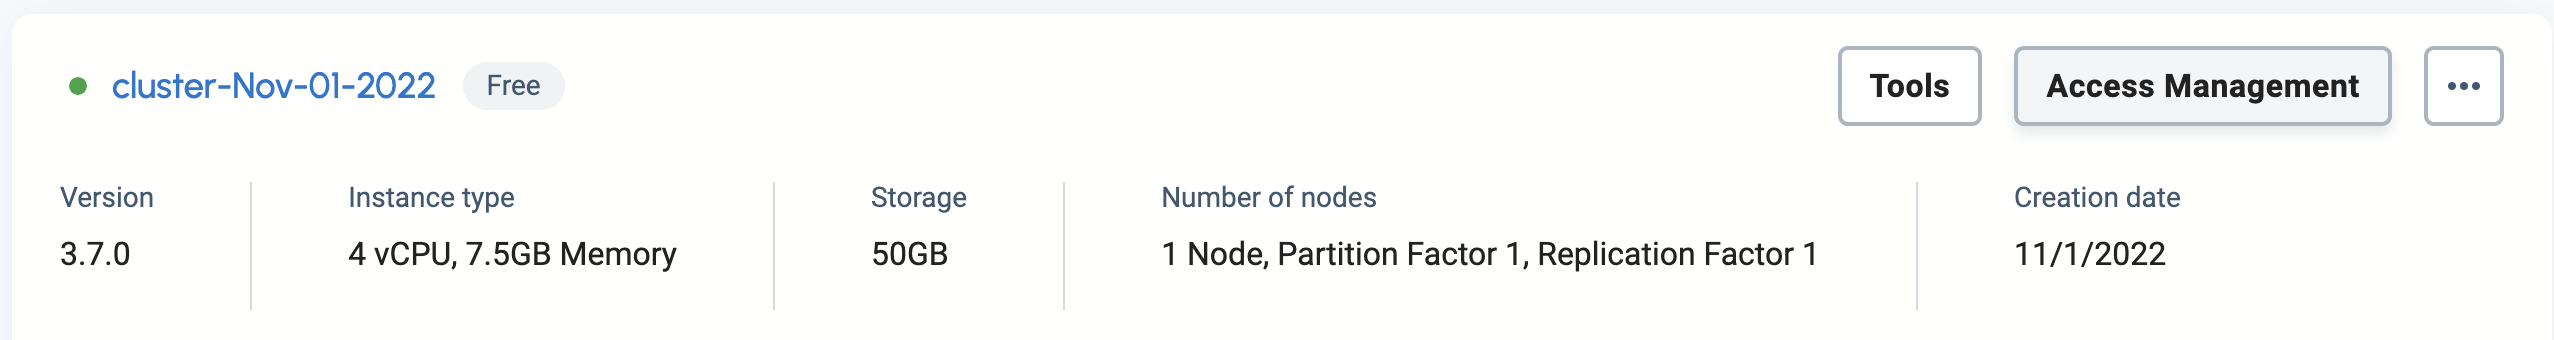 cluster-Nov-01-2022 Free Tools Access Management
Version Instance type Storage Number of nodes Creation date
3.7.0 4 vCPU, 7.5GB Memory 50GB 1 Node, Partition Factor 1, Replication Factor 1 11/1/2022